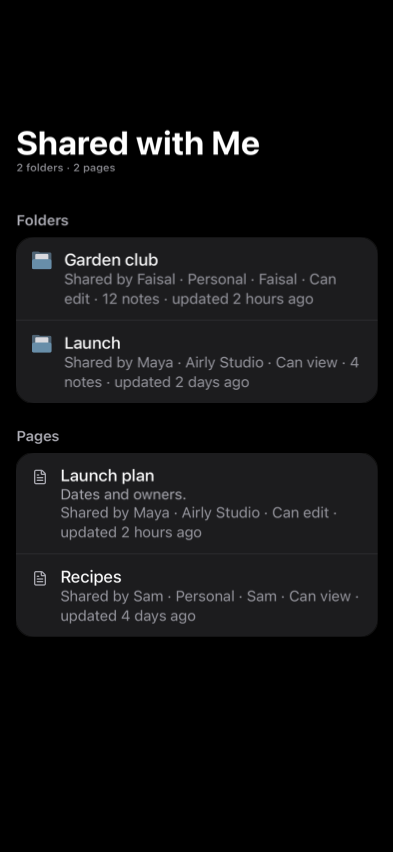 Shared with Me
2 folders · 2 pages
Folders
Garden club
Shared by Faisal · Personal · Faisal · Can
edit · 12 notes · updated 2 hours ago
Launch
Shared by Maya · Airly Studio · Can view · 4
notes · updated 2 days ago
Pages
Launch plan
Dates and owners.
Shared by Maya · Airly Studio · Can edit ·
updated 2 hours ago
Recipes
Shared by Sam · Personal · Sam · Can view ·
updated 4 days ago